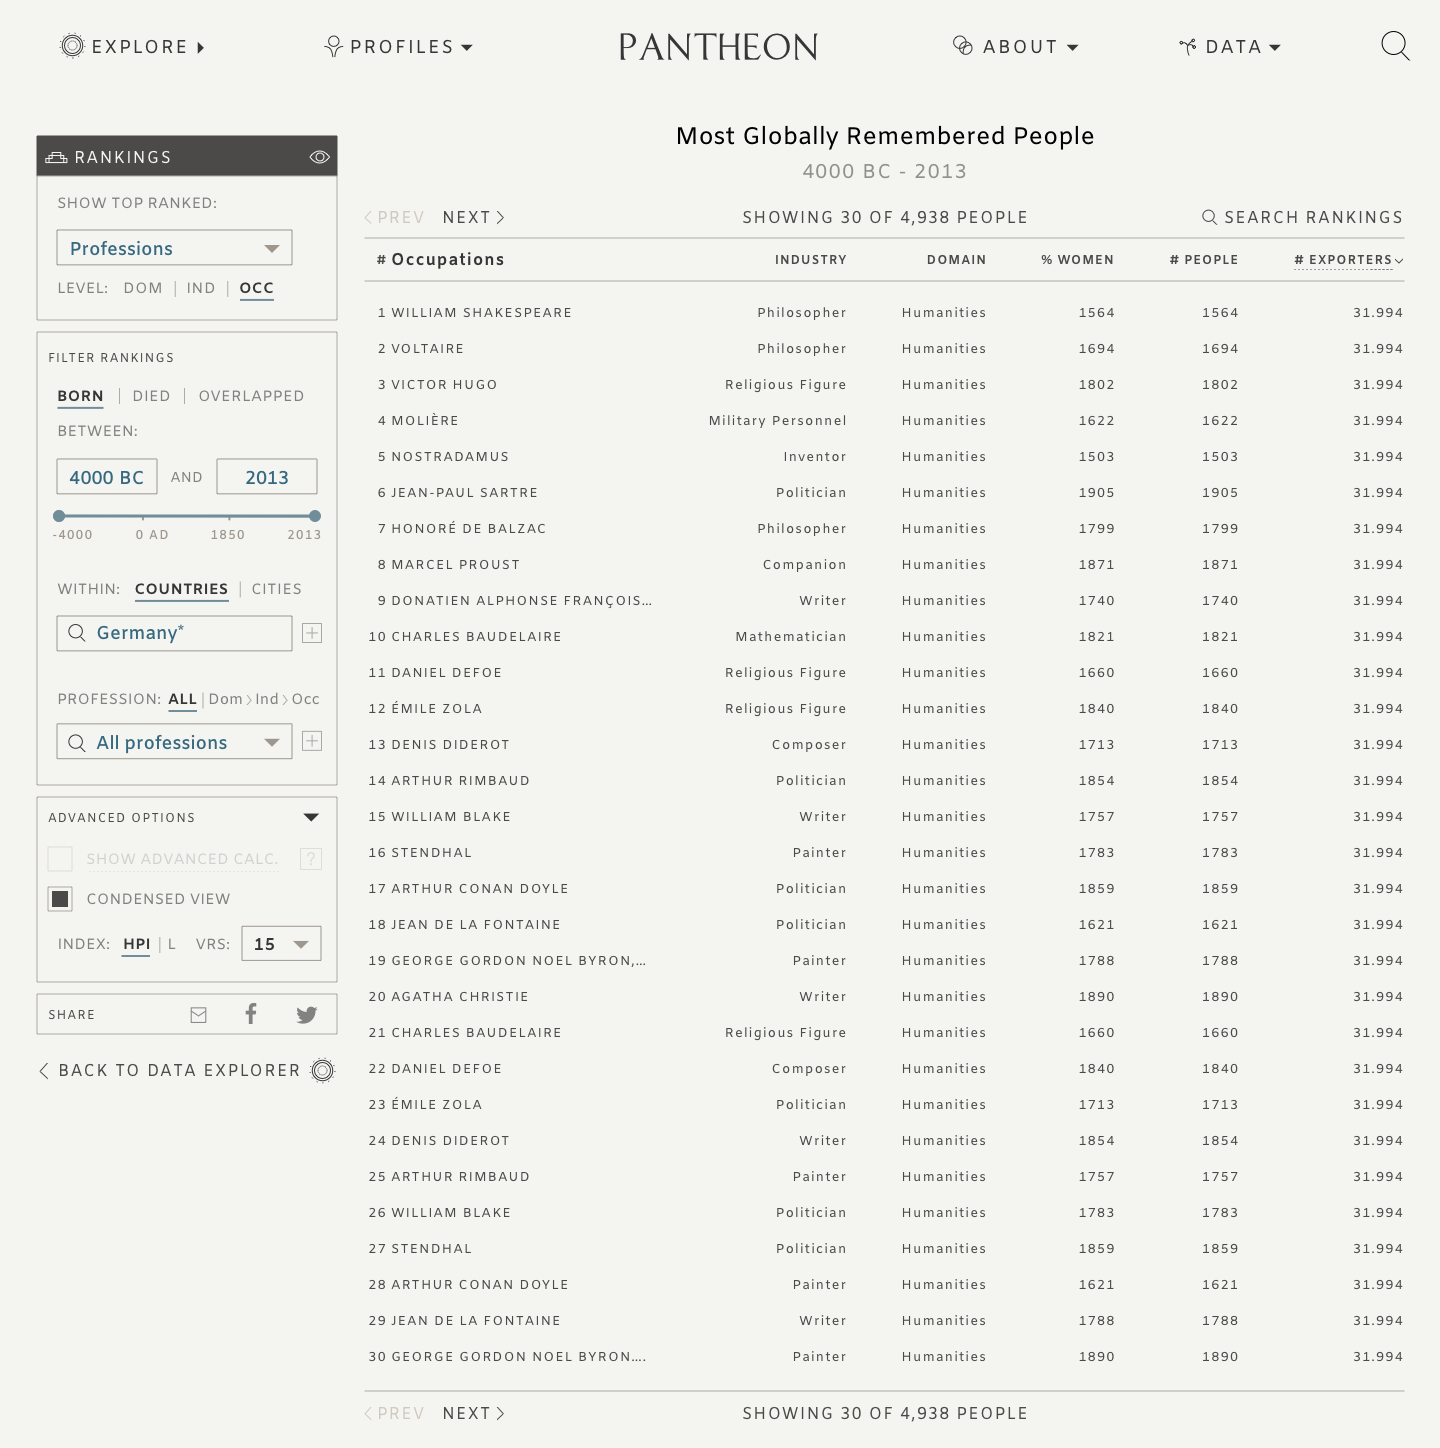 EXPLORE PROFILES PANTHEON ABOUT DATA
RANKINGS
SHOW TOP RANKED:
Professions
LEVEL: DOM | IND | OCC
FILTER RANKINGS
BORN | DIED | OVERLAPPED
BETWEEN:
4000 BC AND 2013
-4000 0 AD 1850 2013
WITHIN: COUNTRIES | CITIES
Germany*
PROFESSION: ALL | Dom > Ind > Occ
All professions
ADVANCED OPTIONS
SHOW ADVANCED CALC. ?
CONDENSED VIEW
INDEX: HPI | L VRS: 15
SHARE
< BACK TO DATA EXPLORER
Most Globally Remembered People
4000 BC - 2013
< PREV NEXT > SHOWING 30 OF 4,938 PEOPLE SEARCH RANKINGS
# Occupations INDUSTRY DOMAIN % WOMEN # PEOPLE # EXPORTERS
1 WILLIAM SHAKESPEARE Philosopher Humanities 1564 1564 31.994
2 VOLTAIRE Philosopher Humanities 1694 1694 31.994
3 VICTOR HUGO Religious Figure Humanities 1802 1802 31.994
4 MOLIÈRE Military Personnel Humanities 1622 1622 31.994
5 NOSTRADAMUS Inventor Humanities 1503 1503 31.994
6 JEAN-PAUL SARTRE Politician Humanities 1905 1905 31.994
7 HONORÉ DE BALZAC Philosopher Humanities 1799 1799 31.994
8 MARCEL PROUST Companion Humanities 1871 1871 31.994
9 DONATIEN ALPHONSE FRANÇOIS... Writer Humanities 1740 1740 31.994
10 CHARLES BAUDELAIRE Mathematician Humanities 1821 1821 31.994
11 DANIEL DEFOE Religious Figure Humanities 1660 1660 31.994
12 ÉMILE ZOLA Religious Figure Humanities 1840 1840 31.994
13 DENIS DIDEROT Composer Humanities 1713 1713 31.994
14 ARTHUR RIMBAUD Politician Humanities 1854 1854 31.994
15 WILLIAM BLAKE Writer Humanities 1757 1757 31.994
16 STENDHAL Painter Humanities 1783 1783 31.994
17 ARTHUR CONAN DOYLE Politician Humanities 1859 1859 31.994
18 JEAN DE LA FONTAINE Politician Humanities 1621 1621 31.994
19 GEORGE GORDON NOEL BYRON,... Painter Humanities 1788 1788 31.994
20 AGATHA CHRISTIE Writer Humanities 1890 1890 31.994
21 CHARLES BAUDELAIRE Religious Figure Humanities 1660 1660 31.994
22 DANIEL DEFOE Composer Humanities 1840 1840 31.994
23 ÉMILE ZOLA Politician Humanities 1713 1713 31.994
24 DENIS DIDEROT Writer Humanities 1854 1854 31.994
25 ARTHUR RIMBAUD Painter Humanities 1757 1757 31.994
26 WILLIAM BLAKE Politician Humanities 1783 1783 31.994
27 STENDHAL Politician Humanities 1859 1859 31.994
28 ARTHUR CONAN DOYLE Painter Humanities 1621 1621 31.994
29 JEAN DE LA FONTAINE Writer Humanities 1788 1788 31.994
30 GEORGE GORDON NOEL BYRON.... Painter Humanities 1890 1890 31.994
< PREV NEXT > SHOWING 30 OF 4,938 PEOPLE